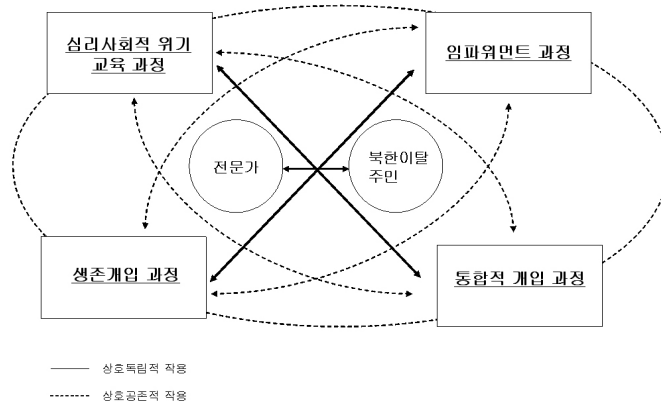 심리사회적 위기
교육 과정
임파워먼트 과정
전문가
북한이탈
주민
생존개입 과정
통합적 개입 과정
상호독립적 작용
상호공존적 작용